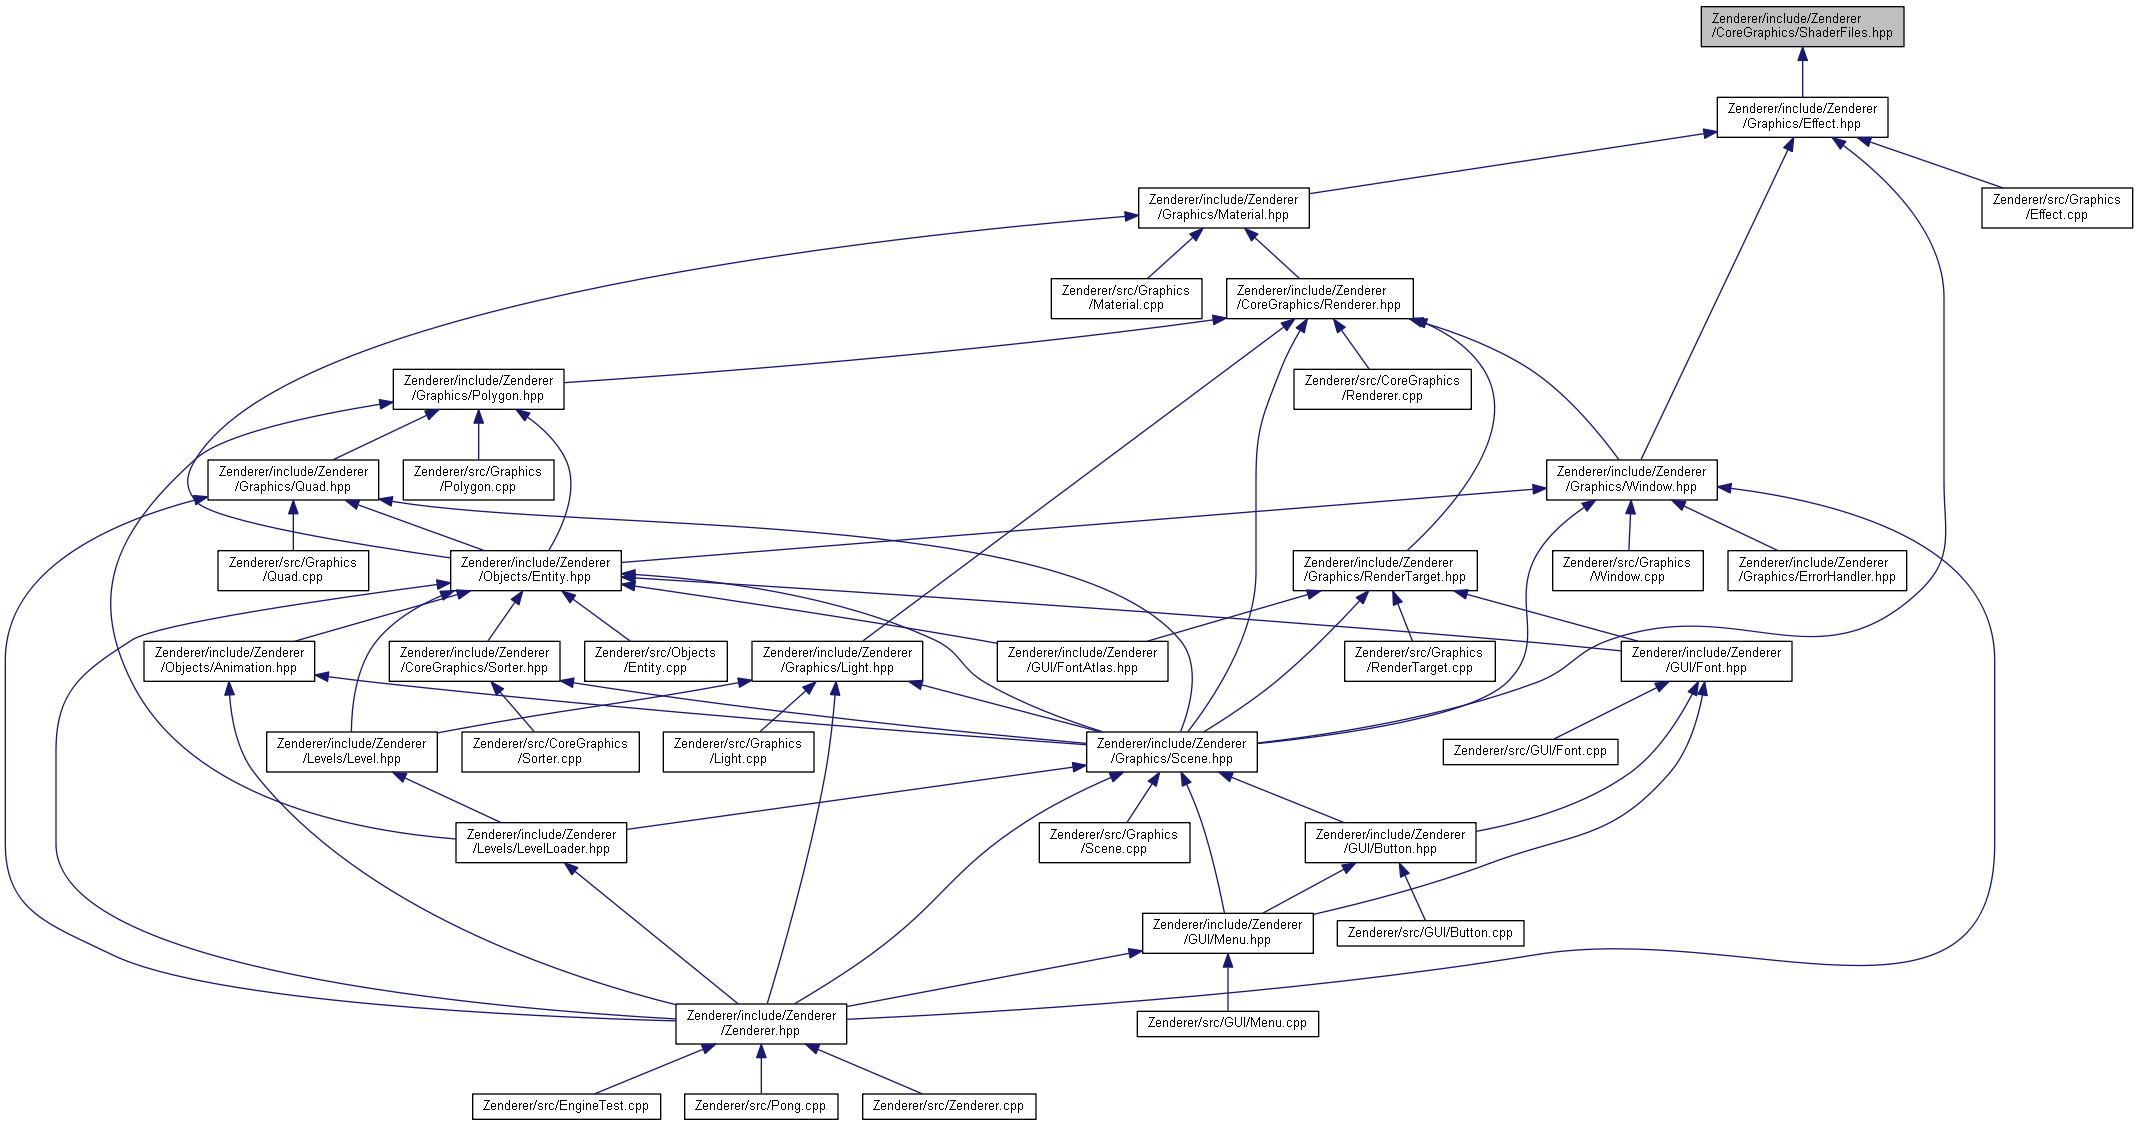 Zenderer/include/Zenderer
/CoreGraphics/ShaderFiles.hpp
Zenderer/include/Zenderer
/Graphics/Effect.hpp
Zenderer/include/Zenderer
/Graphics/Material.hpp
Zenderer/src/Graphics
/Effect.cpp
Zenderer/src/Graphics
/Material.cpp
Zenderer/include/Zenderer
/CoreGraphics/Renderer.hpp
Zenderer/include/Zenderer
/Graphics/Polygon.hpp
Zenderer/src/CoreGraphics
/Renderer.cpp
Zenderer/include/Zenderer
/Graphics/Quad.hpp
Zenderer/src/Graphics
/Polygon.cpp
Zenderer/include/Zenderer
/Graphics/Window.hpp
Zenderer/src/Graphics
/Quad.cpp
Zenderer/include/Zenderer
/Objects/Entity.hpp
Zenderer/include/Zenderer
/Graphics/RenderTarget.hpp
Zenderer/src/Graphics
/Window.cpp
Zenderer/include/Zenderer
/Graphics/ErrorHandler.hpp
Zenderer/include/Zenderer
/Objects/Animation.hpp
Zenderer/include/Zenderer
/CoreGraphics/Sorter.hpp
Zenderer/src/Objects
/Entity.cpp
Zenderer/include/Zenderer
/Graphics/Light.hpp
Zenderer/include/Zenderer
/GUI/FontAtlas.hpp
Zenderer/src/Graphics
/RenderTarget.cpp
Zenderer/include/Zenderer
/GUI/Font.hpp
Zenderer/include/Zenderer
/Levels/Level.hpp
Zenderer/src/CoreGraphics
/Sorter.cpp
Zenderer/src/Graphics
/Light.cpp
Zenderer/include/Zenderer
/Graphics/Scene.hpp
Zenderer/src/GUI/Font.cpp
Zenderer/include/Zenderer
/Levels/LevelLoader.hpp
Zenderer/src/Graphics
/Scene.cpp
Zenderer/include/Zenderer
/GUI/Button.hpp
Zenderer/include/Zenderer
/GUI/Menu.hpp
Zenderer/src/GUI/Button.cpp
Zenderer/include/Zenderer
/Zenderer.hpp
Zenderer/src/GUI/Menu.cpp
Zenderer/src/EngineTest.cpp
Zenderer/src/Pong.cpp
Zenderer/src/Zenderer.cpp